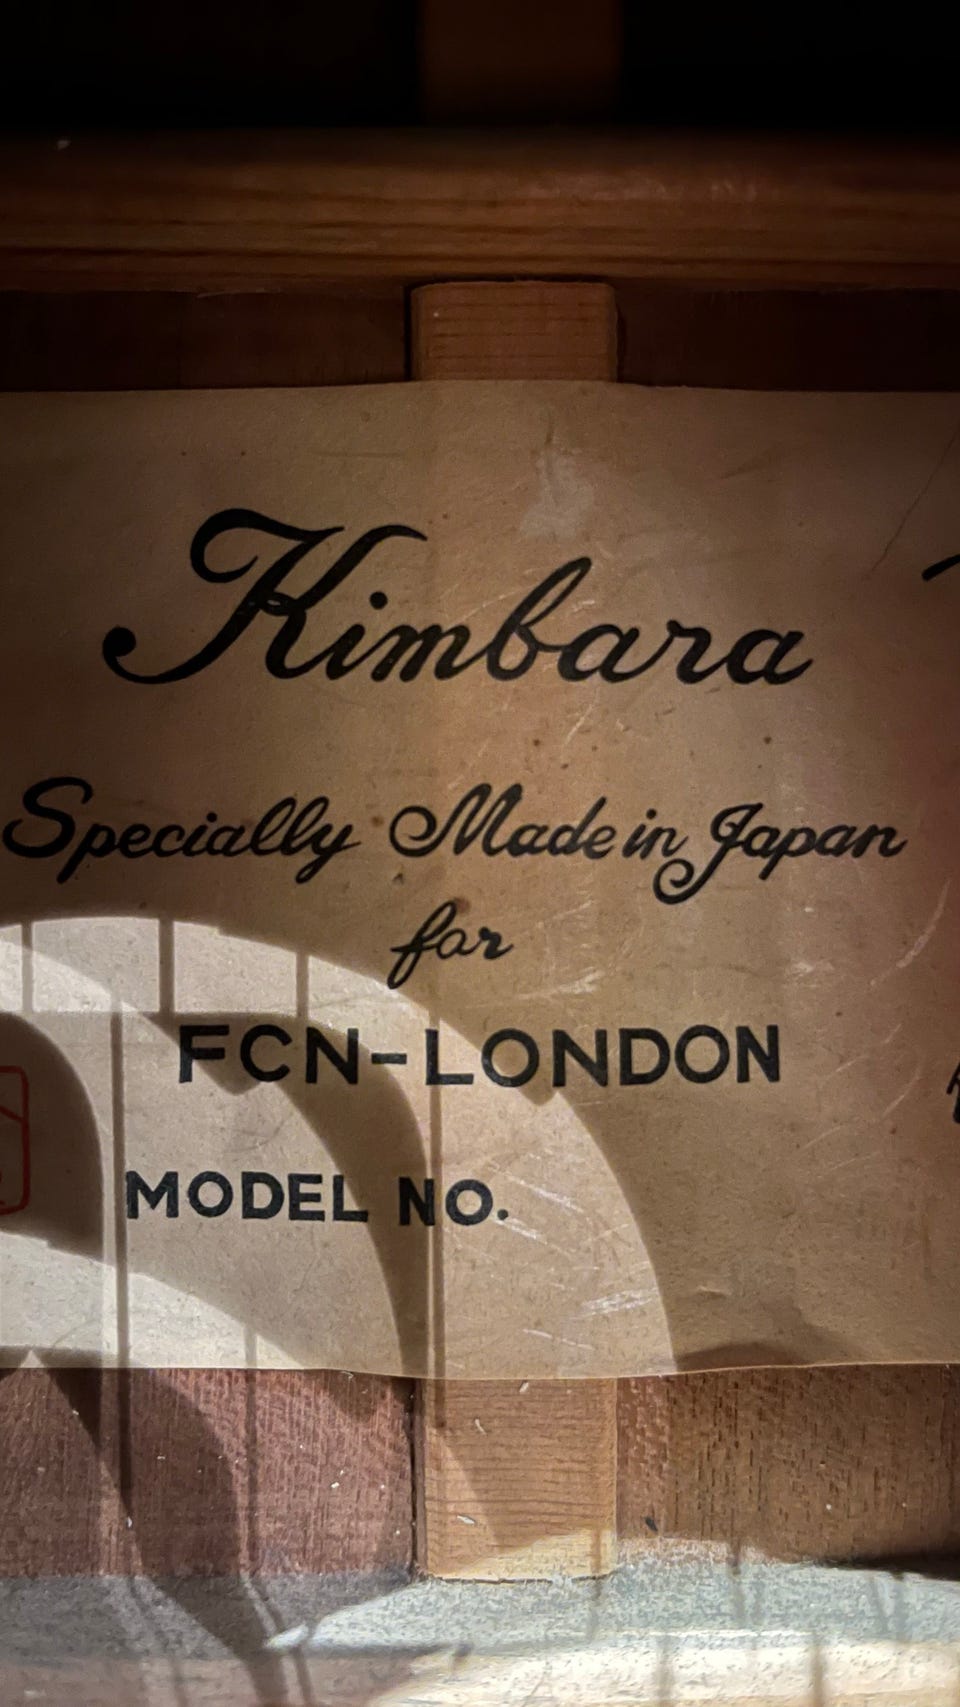 Kimbara
Specially Made in Japan
for
FCN-LONDON
MODEL NO.